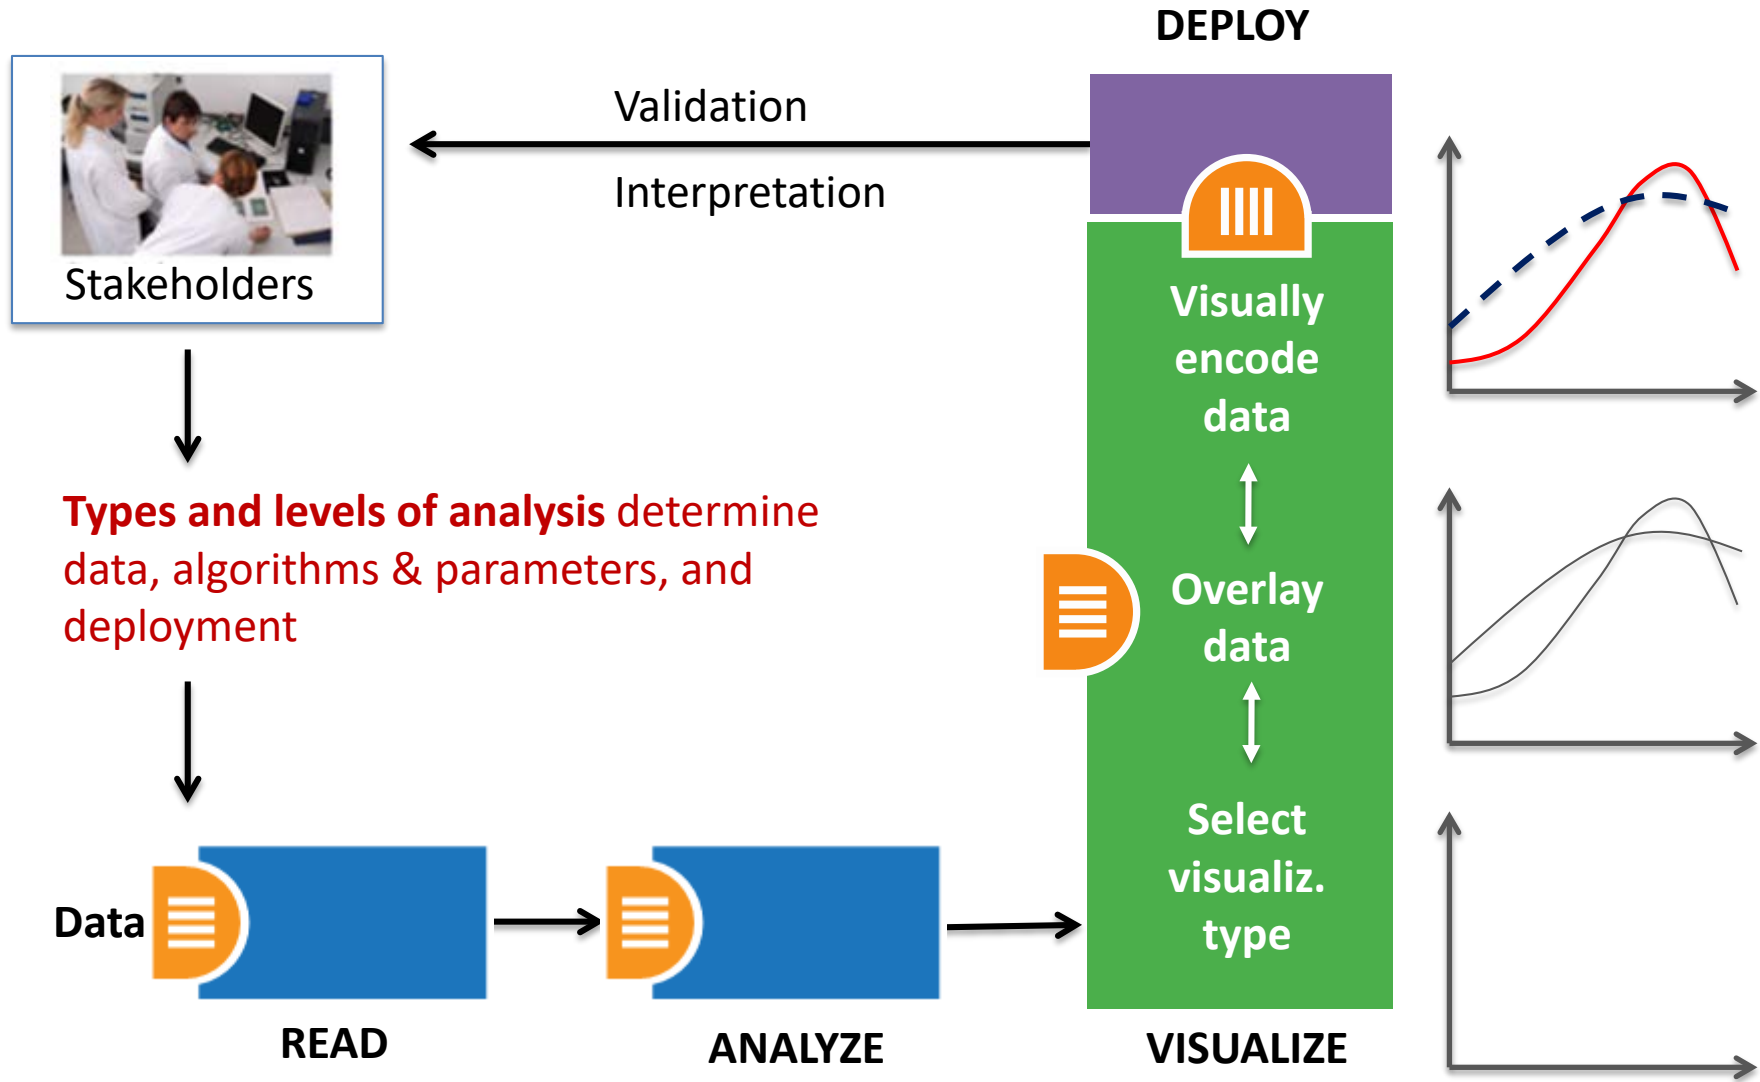 DEPLOY
Validation
Interpretation
Stakeholders
Visually
encode
data
Types and levels of analysis determine
data, algorithms & parameters, and
deployment
Overlay
data
Select
visualiz.
type
Data
READ
ANALYZE
VISUALIZE